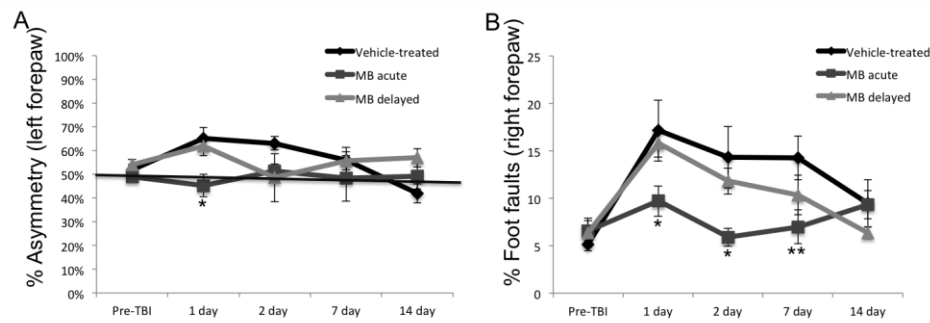 A
% Asymmetry (left forepaw)
100%
90%
80%
70%
60%
50%
40%
30%
20%
10%
0%
Vehicle-treated
MB acute
MB delayed
*
Pre-TBI 1 day 2 day 7 day 14 day
B
% Foot faults (right forepaw)
25
20
15
10
5
0
Vehicle-treated
MB acute
MB delayed
* * **
Pre-TBI 1 day 2 day 7 day 14 day